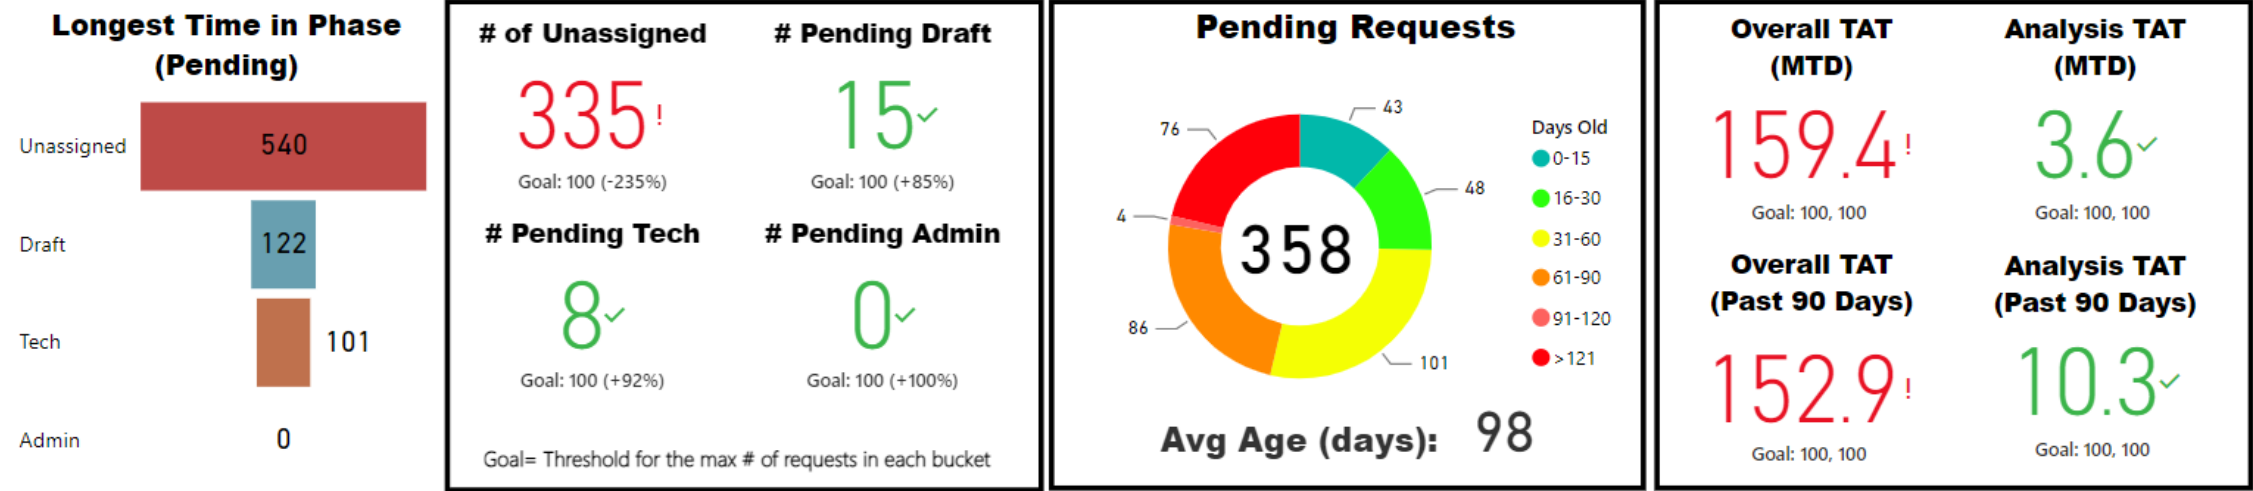 Longest Time in Phase
(Pending)
Unassigned
540
Draft
122
Tech
101
Admin
0
# of Unassigned
335!
Goal: 100 (-235%)
# Pending Draft
15✓
Goal: 100 (+85%)
# Pending Tech
8✓
Goal: 100 (+92%)
# Pending Admin
0✓
Goal: 100 (+100%)
Goal= Threshold for the max # of requests in each bucket
Pending Requests
43
48
101
86
4
76
358
Days Old
0-15
16-30
31-60
61-90
91-120
>121
Avg Age (days): 98
Overall TAT
(MTD)
159.4!
Goal: 100, 100
Analysis TAT
(MTD)
3.6✓
Goal: 100, 100
Overall TAT
(Past 90 Days)
152.9!
Goal: 100, 100
Analysis TAT
(Past 90 Days)
10.3✓
Goal: 100, 100